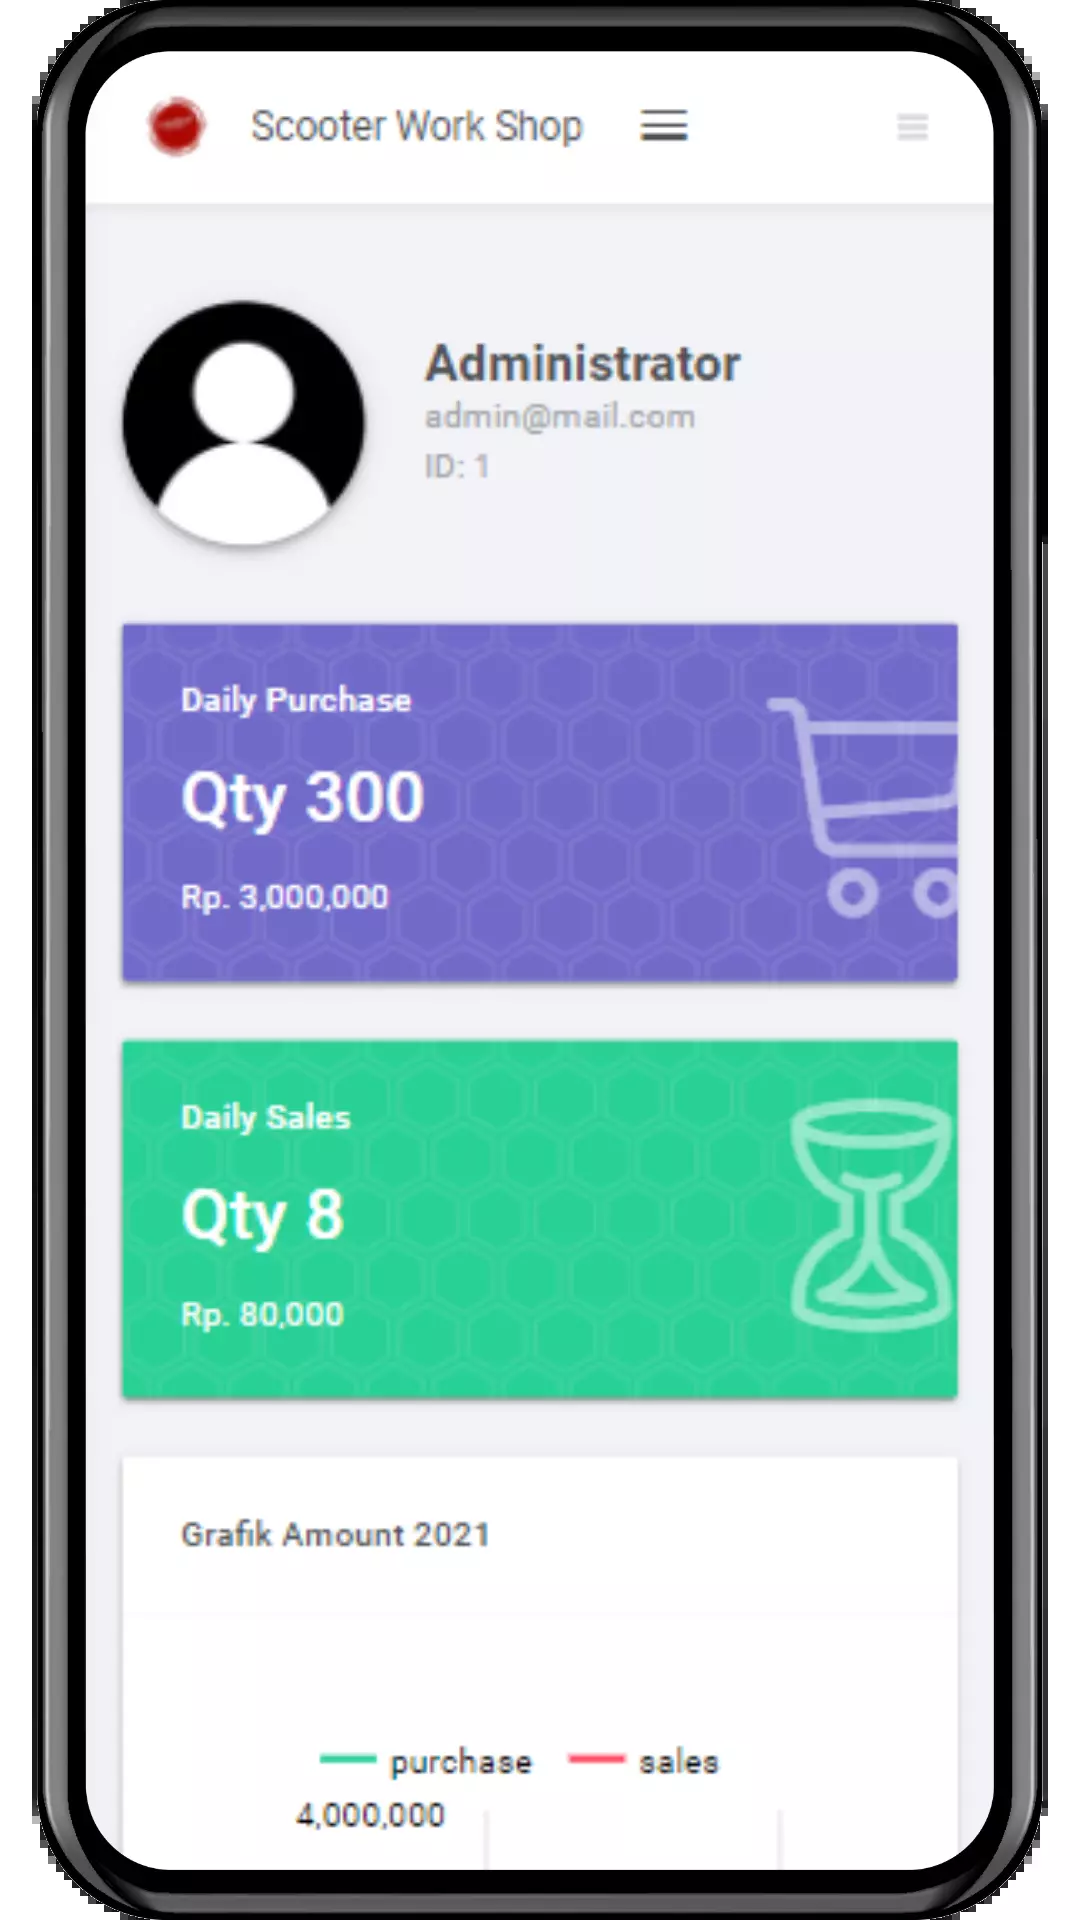 Scooter Work Shop
Administrator
admin@mail.com
ID: 1
Daily Purchase
Qty 300
Rp. 3,000,000
Daily Sales
Qty 8
Rp. 80,000
Grafik Amount 2021
purchase
sales
4,000,000